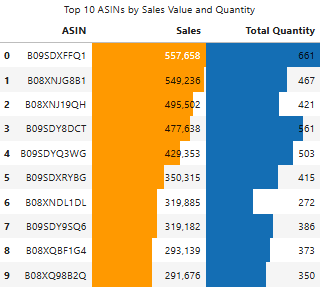 Top 10 ASINs by Sales Value and Quantity
ASIN Sales Total Quantity
0 B09SDXFFQ1 557,658 661
1 B08XNJG8B1 549,236 467
2 B08XNJ19QH 495,502 421
3 B09SDY8DCT 477,638 561
4 B09SDYQ3WG 429,353 503
5 B09SDXRYBG 350,315 415
6 B08XNDL1DL 319,885 272
7 B09SDY9SQ6 319,182 386
8 B08XQBF1G4 293,139 373
9 B08XQ98B2Q 291,676 350